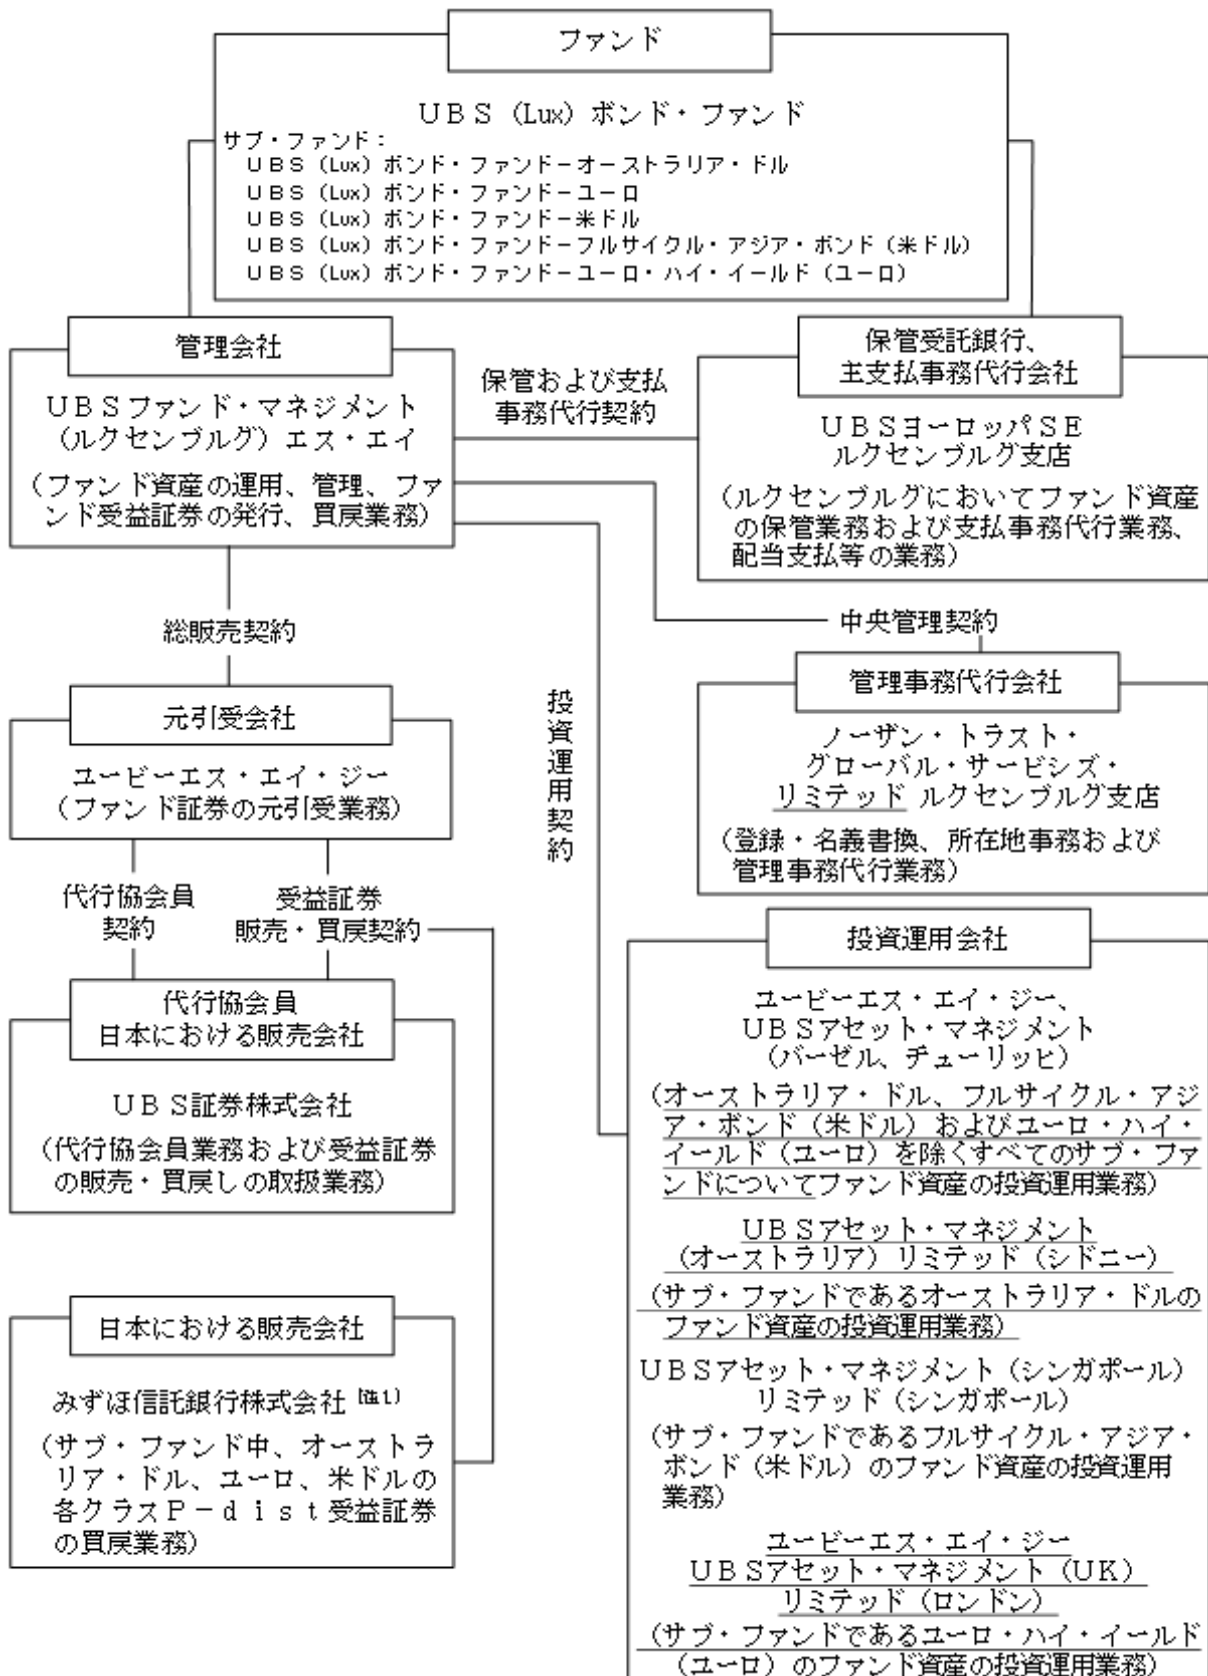 ファンド
ＵＢＳ（Lux）ボンド・ファンド
サブ・ファンド：
ＵＢＳ（Lux）ボンド・ファンド－オーストラリア・ドル
ＵＢＳ（Lux）ボンド・ファンド－ユーロ
ＵＢＳ（Lux）ボンド・ファンド－米ドル
ＵＢＳ（Lux）ボンド・ファンド－フルサイクル・アジア・ボンド（米ドル）
ＵＢＳ（Lux）ボンド・ファンド－ユーロ・ハイ・イールド（ユーロ）
管理会社
ＵＢＳファンド・マネジメント
（ルクセンブルグ）エス・エイ
（ファンド資産の運用、管理、ファ
ンド受益証券の発行、買戻業務）
保管および支払
事務代行契約
保管受託銀行、
主支払事務代行会社
ＵＢＳヨーロッパＳＥ
ルクセンブルグ支店
（ルクセンブルグにおいてファンド資産
の保管業務および支払事務代行業務、
配当支払等の業務）
総販売契約
中央管理契約
管理事務代行会社
ノーザン・トラスト・
グローバル・サービシズ・
リミテッド ルクセンブルグ支店
（登録・名義書換、所在地事務および
管理事務代行業務）
投資運用契約
元引受会社
ユービーエス・エイ・ジー
（ファンド証券の元引受業務）
代行協会員
契約
受益証券
販売・買戻契約
代行協会員
日本における販売会社
ＵＢＳ証券株式会社
（代行協会員業務および受益証券
の販売・買戻しの取扱業務）
日本における販売会社
みずほ信託銀行株式会社
（サブ・ファンド中、オーストラ
リア・ドル、ユーロ、米ドルの
各クラスＰ－ｄｉｓｔ受益証券
の買戻業務）
投資運用会社
ユービーエス・エイ・ジー、
ＵＢＳアセット・マネジメント
（バーゼル、チューリッヒ）
（オーストラリア・ドル、フルサイクル・アジ
ア・ボンド（米ドル）およびユーロ・ハイ・
イールド（ユーロ）を除くすべてのサブ・ファ
ンドについてファンド資産の投資運用業務）
ＵＢＳアセット・マネジメント
（オーストラリア）リミテッド（シドニー）
（サブ・ファンドであるオーストラリア・ドルの
ファンド資産の投資運用業務）
ＵＢＳアセット・マネジメント（シンガポール）
リミテッド（シンガポール）
（サブ・ファンドであるフルサイクル・アジア・
ボンド（米ドル）のファンド資産の投資運用
業務）
ユービーエス・エイ・ジー
ＵＢＳアセット・マネジメント（ＵＫ）
リミテッド（ロンドン）
（サブ・ファンドであるユーロ・ハイ・イールド
（ユーロ）のファンド資産の投資運用業務）